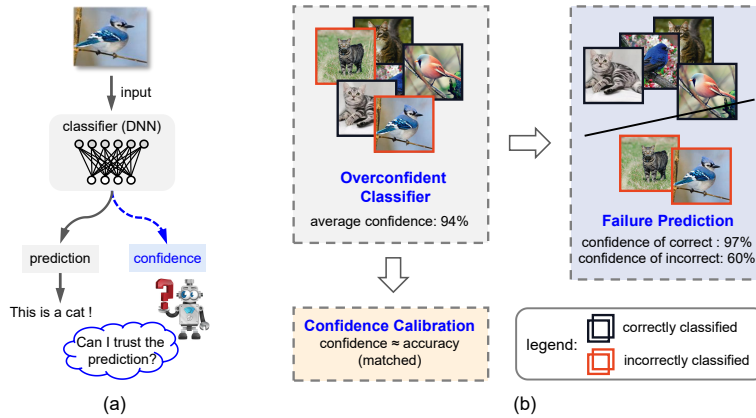 input
classifier (DNN)
prediction
confidence
This is a cat !
?
Can I trust the
prediction?
(a)
Overconfident
Classifier
average confidence: 94%
Confidence Calibration
confidence ≈ accuracy
(matched)
Failure Prediction
confidence of correct : 97%
confidence of incorrect: 60%
legend:
correctly classified
incorrectly classified
(b)